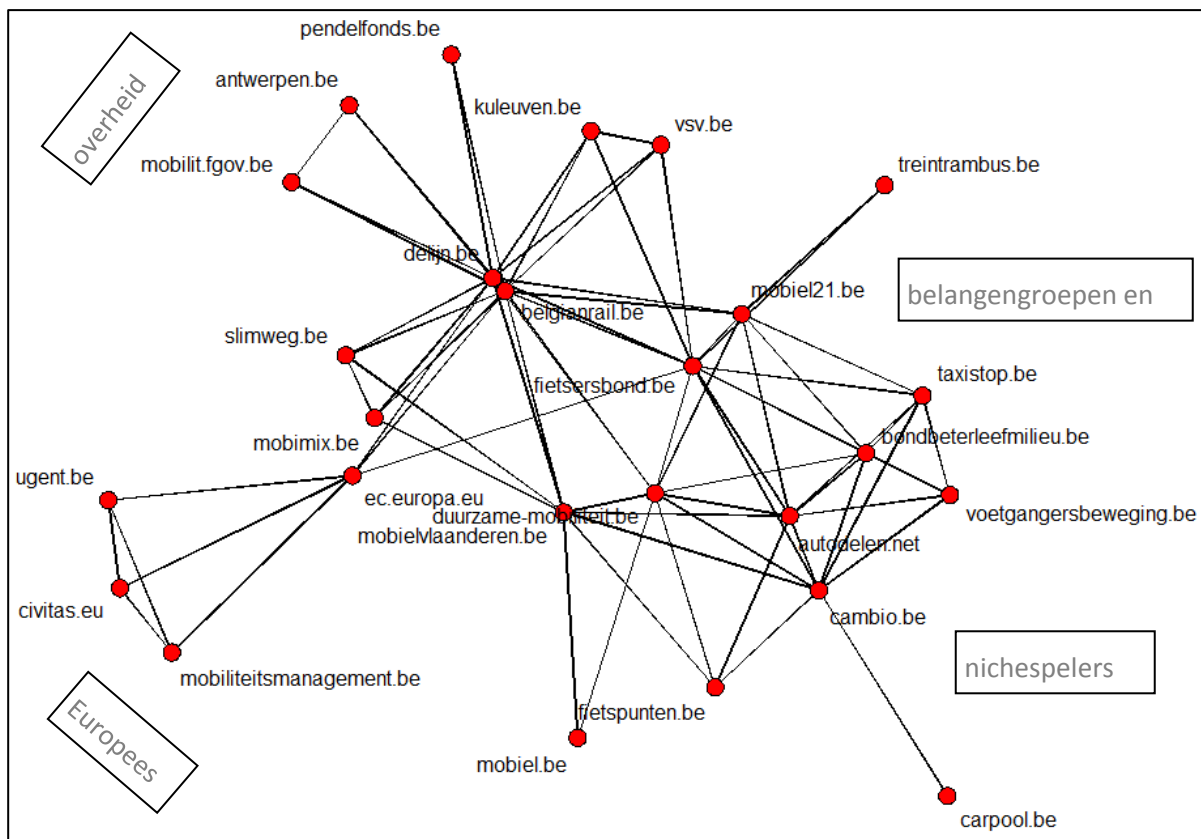 pendelfonds.be
overheid
antwerpen.be
kuleuven.be
vsv.be
mobilit.fgov.be
treintrambus.be
delijn.be
belangengroepen en
mobiel21.be
belgianrail.be
slimweg.be
taxistop.be
fietsersbond.be
bondbeterleefmilieu.be
mobimix.be
ugent.be
ec.europa.eu
duurzame-mobiliteit.be
voetgangersbeweging.be
mobielvlaanderen.be
autodelen.net
civitas.eu
cambio.be
nichespelers
mobiliteitsmanagement.be
Europees
fietspunten.be
mobiel.be
carpool.be